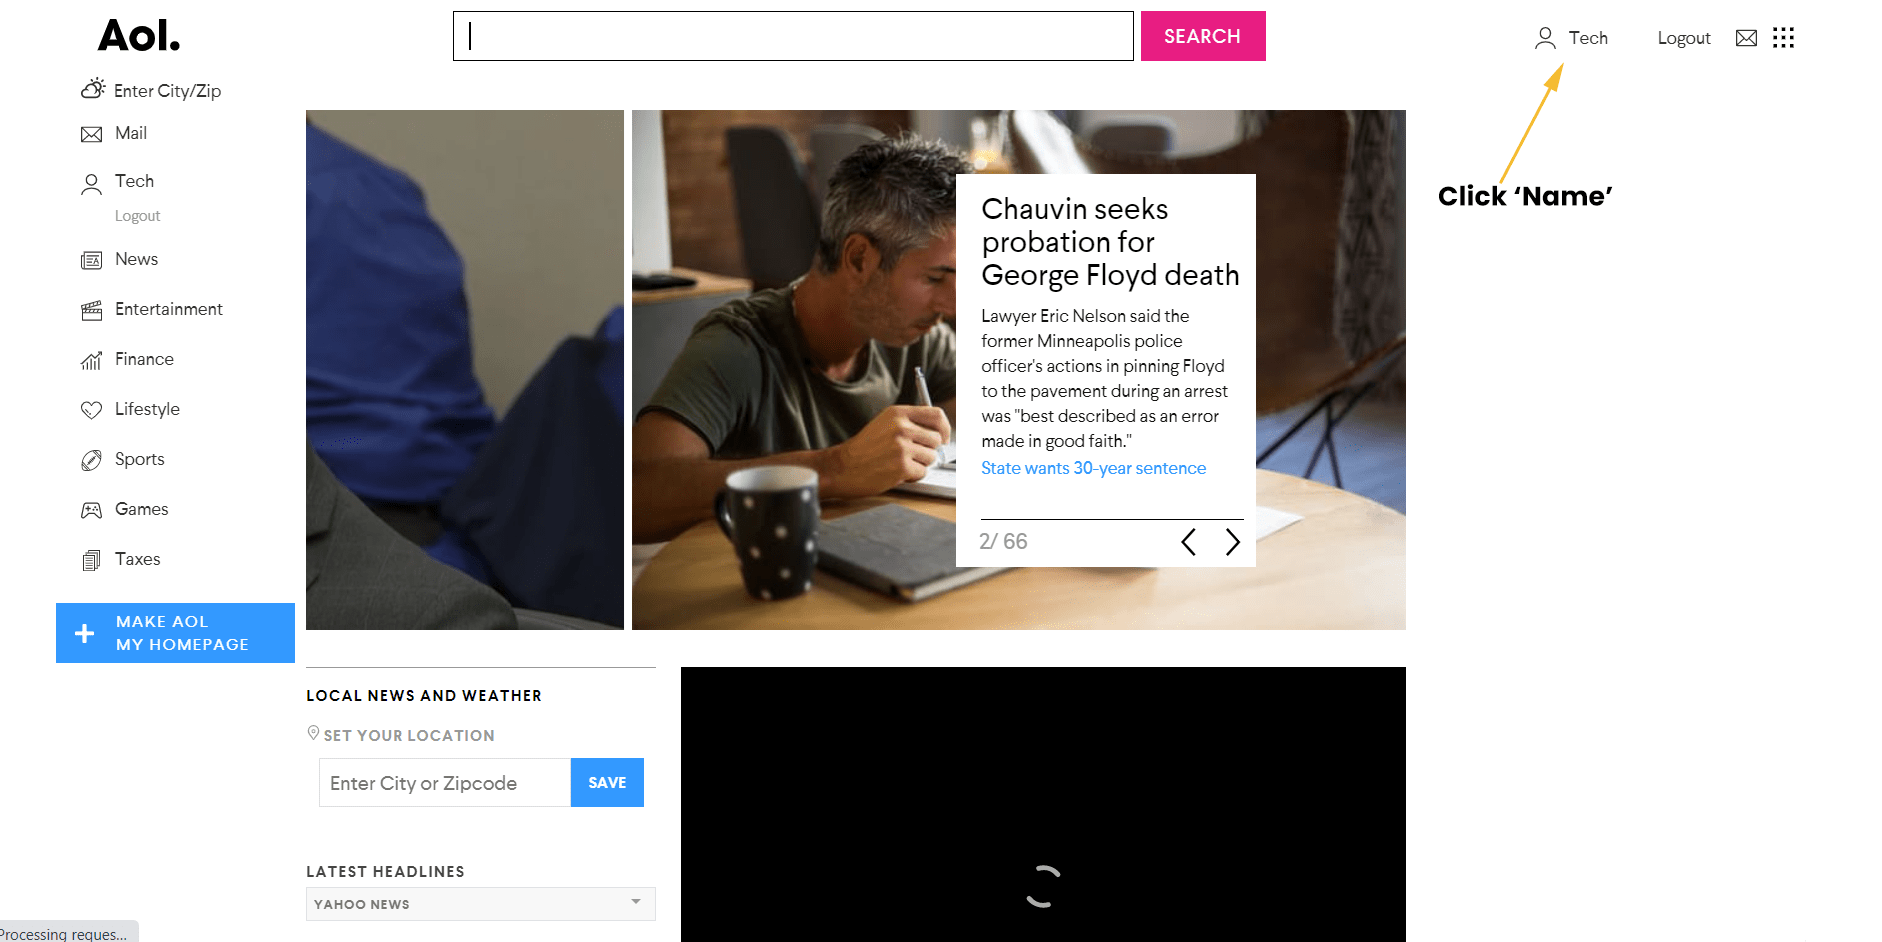 Aol.
SEARCH
Tech
Logout
Enter City/Zip
Mail
Tech
Logout
News
Entertainment
Finance
Lifestyle
Sports
Games
Taxes
MAKE AOL
MY HOMEPAGE
Click ‘Name’
Chauvin seeks
probation for
George Floyd death
Lawyer Eric Nelson said the
former Minneapolis police
officer's actions in pinning Floyd
to the pavement during an arrest
was "best described as an error
made in good faith."
State wants 30-year sentence
2/ 66
LOCAL NEWS AND WEATHER
SET YOUR LOCATION
Enter City or Zipcode
SAVE
LATEST HEADLINES
YAHOO NEWS
Processing reques...